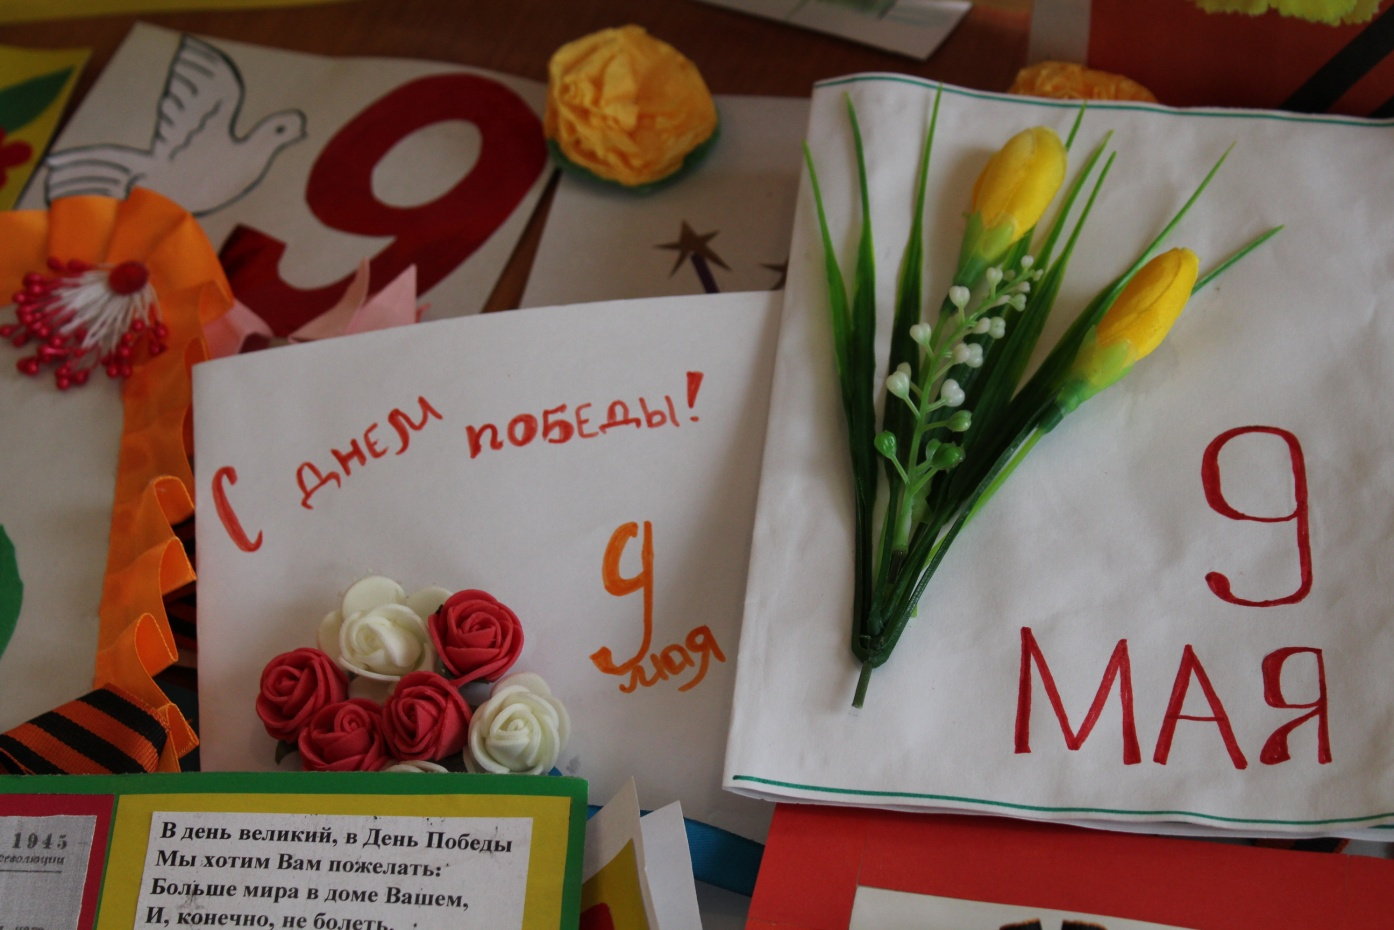 9
С ДНЕМ ПОБЕДЫ!
9
мая
9
МАЯ
1945
В день великий, в День Победы
Мы хотим Вам пожелать:
Больше мира в доме Вашем,
И, конечно, не болеть.